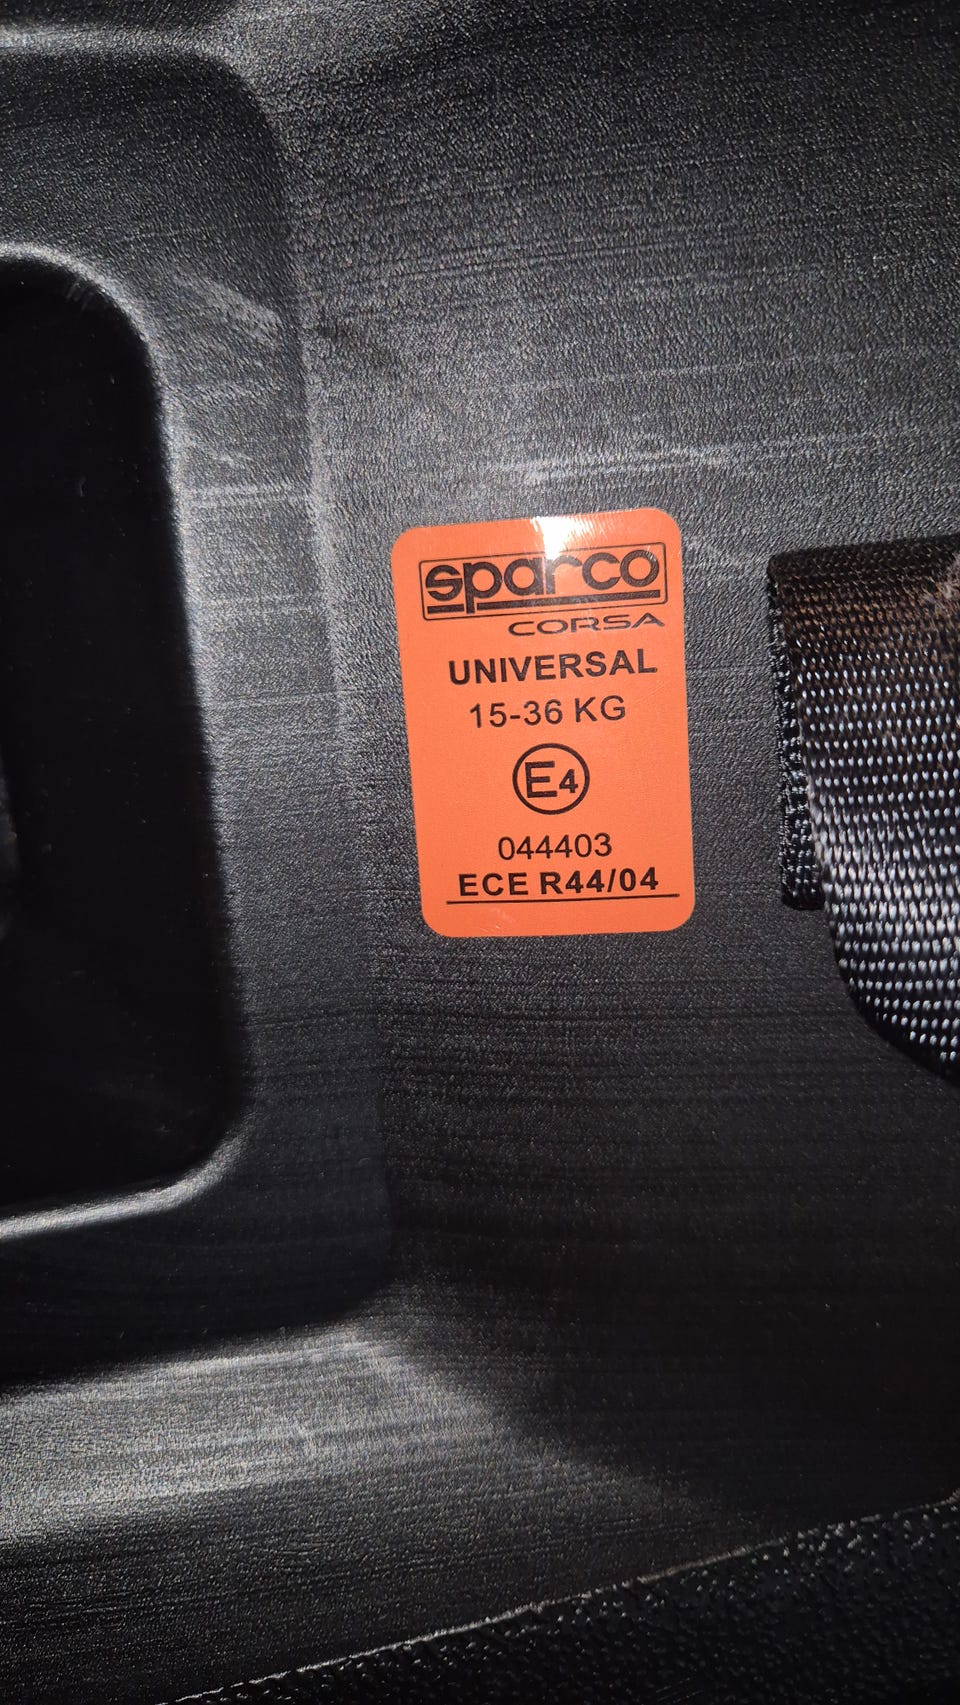 sparco
CORSA
UNIVERSAL
15-36 KG
E4
044403
ECE R44/04